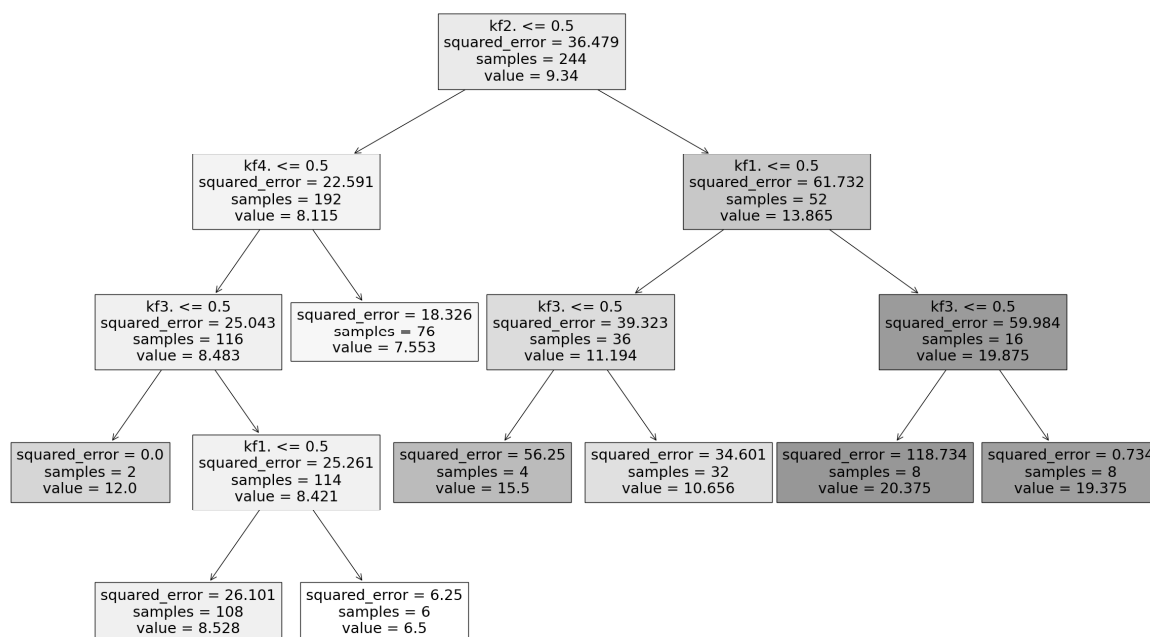 kf2. <= 0.5
squared_error = 36.479
samples = 244
value = 9.34
kf4. <= 0.5
squared_error = 22.591
samples = 192
value = 8.115
kf1. <= 0.5
squared_error = 61.732
samples = 52
value = 13.865
kf3. <= 0.5
squared_error = 25.043
samples = 116
value = 8.483
squared_error = 18.326
samples = 76
value = 7.553
kf3. <= 0.5
squared_error = 39.323
samples = 36
value = 11.194
kf3. <= 0.5
squared_error = 59.984
samples = 16
value = 19.875
squared_error = 0.0
samples = 2
value = 12.0
kf1. <= 0.5
squared_error = 25.261
samples = 114
value = 8.421
squared_error = 56.25
samples = 4
value = 15.5
squared_error = 34.601
samples = 32
value = 10.656
squared_error = 118.734
samples = 8
value = 20.375
squared_error = 0.734
samples = 8
value = 19.375
squared_error = 26.101
samples = 108
value = 8.528
squared_error = 6.25
samples = 6
value = 6.5